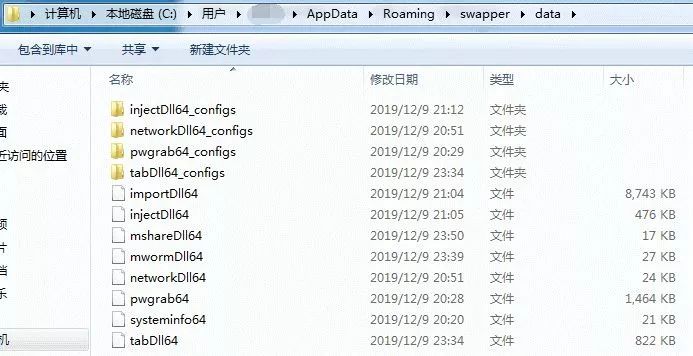 计算机 ▸ 本地磁盘 (C:) ▸ 用户 ▸ ▸ AppData ▸ Roaming ▸ swapper ▸ data ▸
包含到库中 ▼ 共享 ▼ 新建文件夹
名称 修改日期 类型 大小
injectDll64_configs 2019/12/9 21:12 文件夹
networkDll64_configs 2019/12/9 20:51 文件夹
pwgrab64_configs 2019/12/9 20:29 文件夹
tabDll64_configs 2019/12/9 23:34 文件夹
importDll64 2019/12/9 21:04 文件 8,743 KB
injectDll64 2019/12/9 21:05 文件 476 KB
mshareDll64 2019/12/9 23:50 文件 17 KB
mwormDll64 2019/12/9 23:39 文件 27 KB
networkDll64 2019/12/9 20:51 文件 24 KB
pwgrab64 2019/12/9 20:28 文件 1,464 KB
systeminfo64 2019/12/9 20:20 文件 21 KB
tabDll64 2019/12/9 23:34 文件 822 KB
夹
载
面
近访问的位置
频
片
档
乐
机